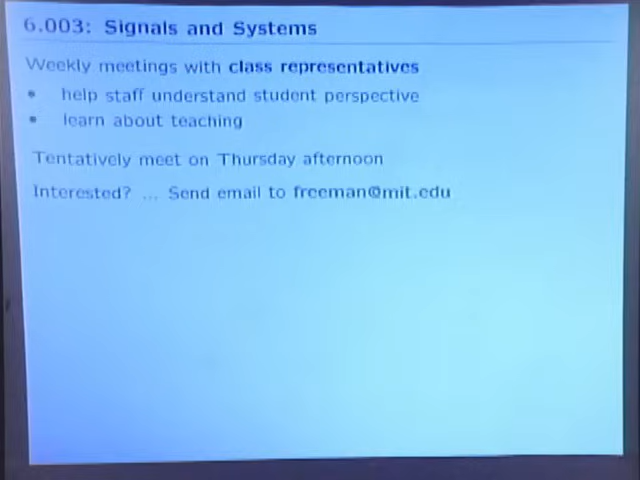 6.003: Signals and Systems
Weekly meetings with class representatives
• help staff understand student perspective
• learn about teaching
Tentatively meet on Thursday afternoon
Interested? ... Send email to freeman@mit.edu